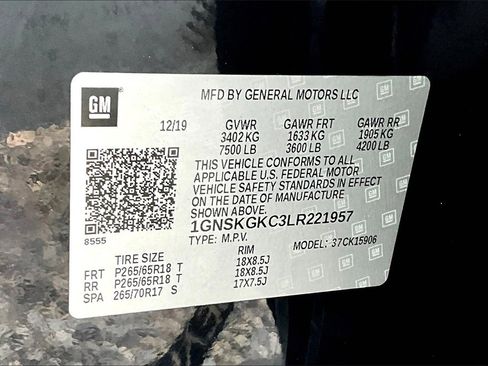 GM
MFD BY GENERAL MOTORS LLC
12/19 GVWR GAWR FRT GAWR RR
3402 KG 1633 KG 1905 KG
7500 LB 3600 LB 4200 LB
THIS VEHICLE CONFORMS TO ALL
APPLICABLE U.S. FEDERAL MOTOR
VEHICLE SAFETY STANDARDS IN EFFECT
ON THE DATE OF MANUFACTURE
SHOWN ABOVE.
1GNSKGKC3LR221957
8555
TYPE: M.P.V. MODEL: 37CK15906
TIRE SIZE RIM
FRT P265/65R18 T 18X8.5J
RR P265/65R18 T 18X8.5J
SPA 265/70R17 S 17X7.5J